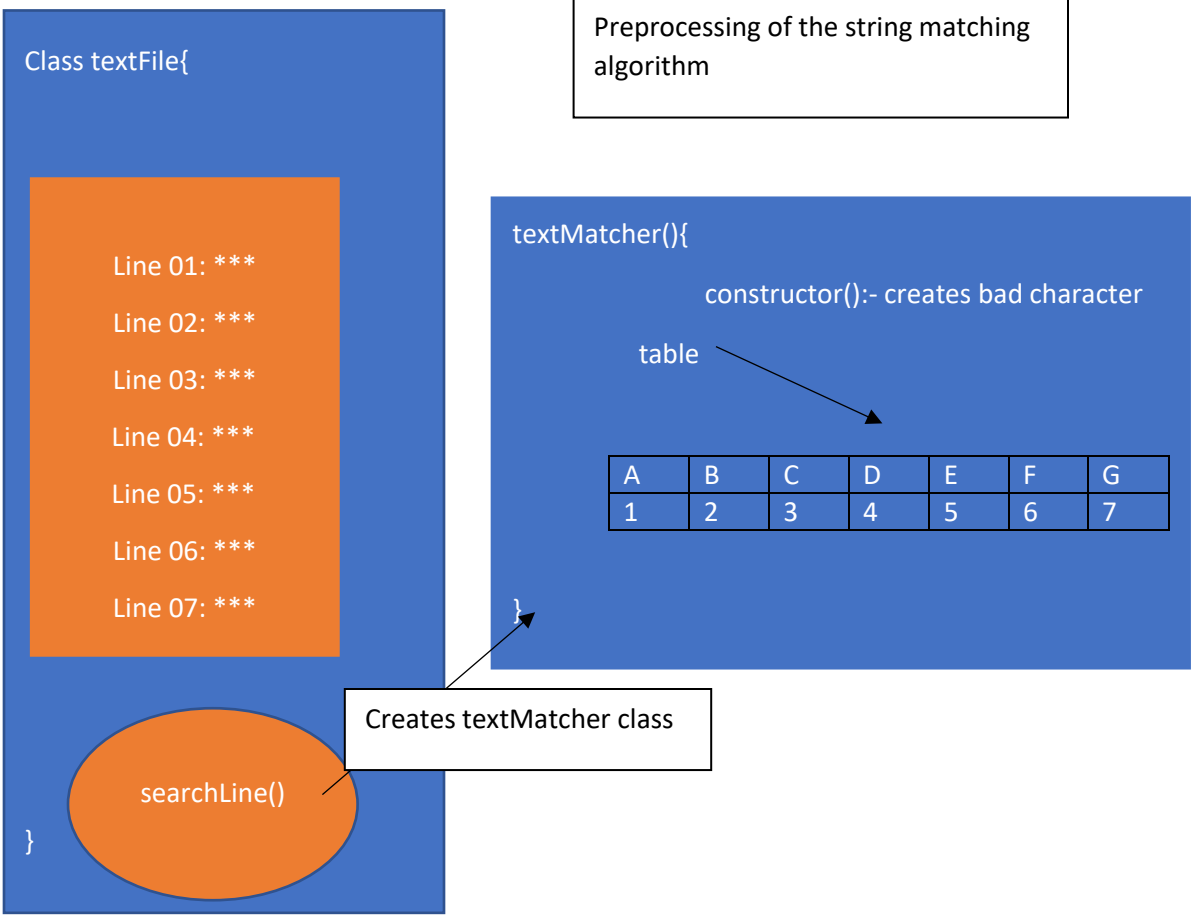 Preprocessing of the string matching
algorithm
Class textFile{
Line 01: ***
Line 02: ***
Line 03: ***
Line 04: ***
Line 05: ***
Line 06: ***
Line 07: ***
searchLine()
}
Creates textMatcher class
textMatcher(){
constructor():- creates bad character
table
A B C D E F G
1 2 3 4 5 6 7
}